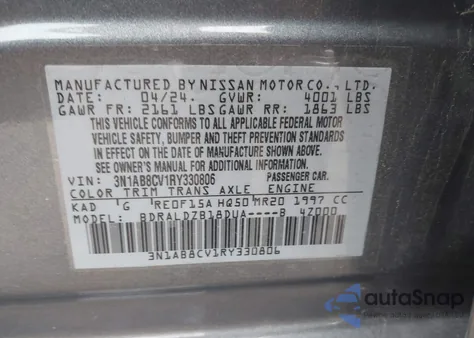 MANUFACTURED BY NISSAN MOTOR CO., LTD.
DATE: 04/24. GVWR: 4001 LBS
GAWR FR: 2161 LBS GAWR RR: 1863 LBS
THIS VEHICLE CONFORMS TO ALL APPLICABLE FEDERAL MOTOR
VEHICLE SAFETY, BUMPER AND THEFT PREVENTION STANDARDS
IN EFFECT ON THE DATE OF MANUFACTURE SHOWN ABOVE.
SEE OWNER'S MANUAL FOR ADDITIONAL INFORMATION.
VIN: 3N1AB8CV1RY330806 PASSENGER CAR.
COLOR TRIM TRANS AXLE ENGINE
KAD G RE0F15A HQ50 MR20 1997 CC
MODEL: BDRALDZB18DUA----B 4Z000
3N1AB8CV1RY330806
autoSnap